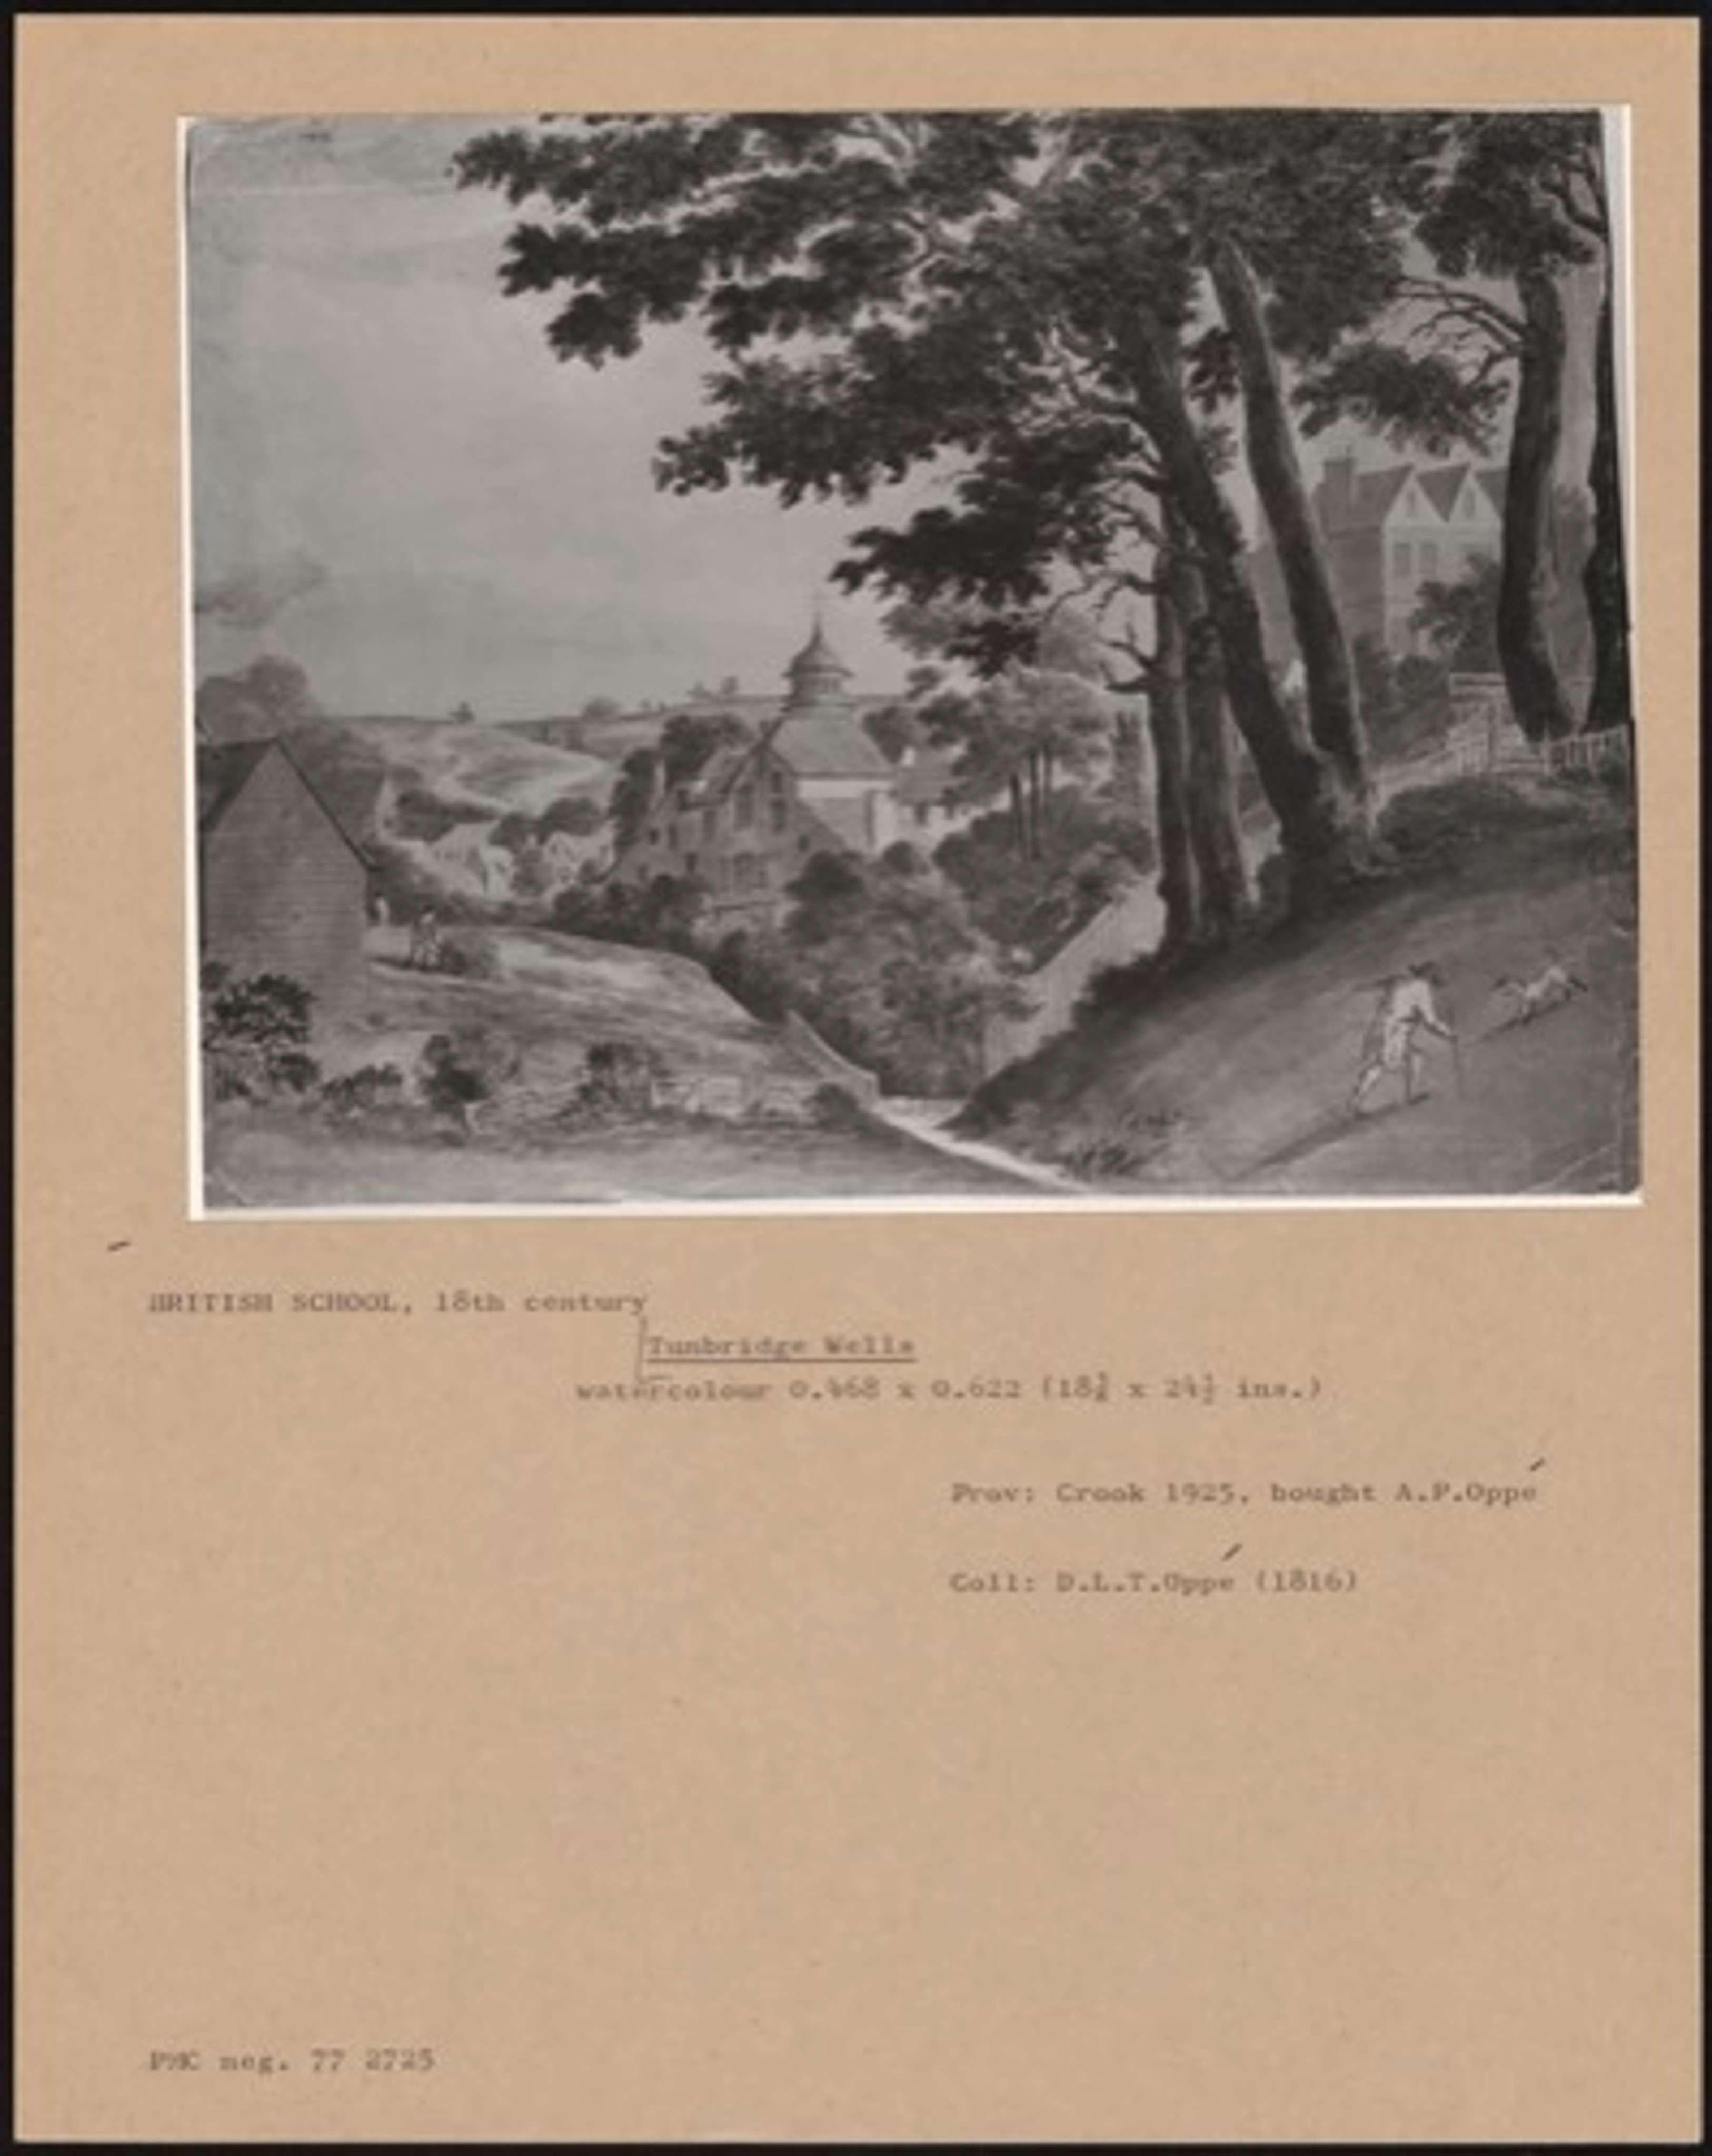 BRITISH SCHOOL, 18th century
Tunbridge Wells
watercolour 0.468 x 0.622 (18⅜ x 24½ ins.)
Prov: Crook 1925, bought A.P.Oppé
Coll: D.L.T.Oppé (1816)
PMC neg. 77 2725